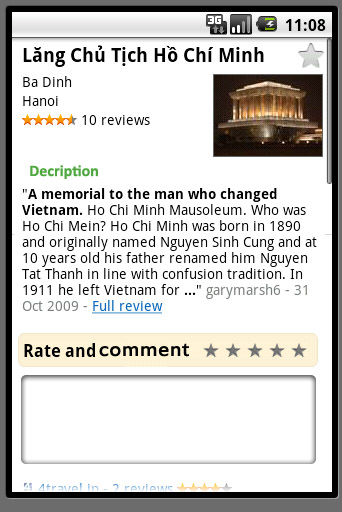 3G 11:08
Lăng Chủ Tịch Hồ Chí Minh
Ba Dinh
Hanoi
10 reviews
Decription
"A memorial to the man who changed
Vietnam. Ho Chi Minh Mausoleum. Who was
Ho Chi Mein? Ho Chi Minh was born in 1890
and originally named Nguyen Sinh Cung and at
10 years old his father renamed him Nguyen
Tat Thanh in line with confusion tradition. In
1911 he left Vietnam for ..." garymarsh6 - 31
Oct 2009 - Full review
Rate and comment
4travel.jp - 2 reviews